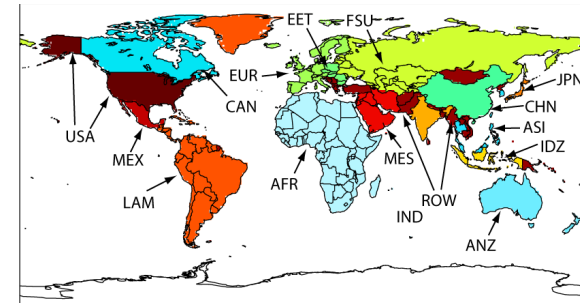 EET
FSU
EUR
JPN
CAN
CHN
USA
ASI
IDZ
MEX
MES
AFR
ROW
LAM
IND
ANZ